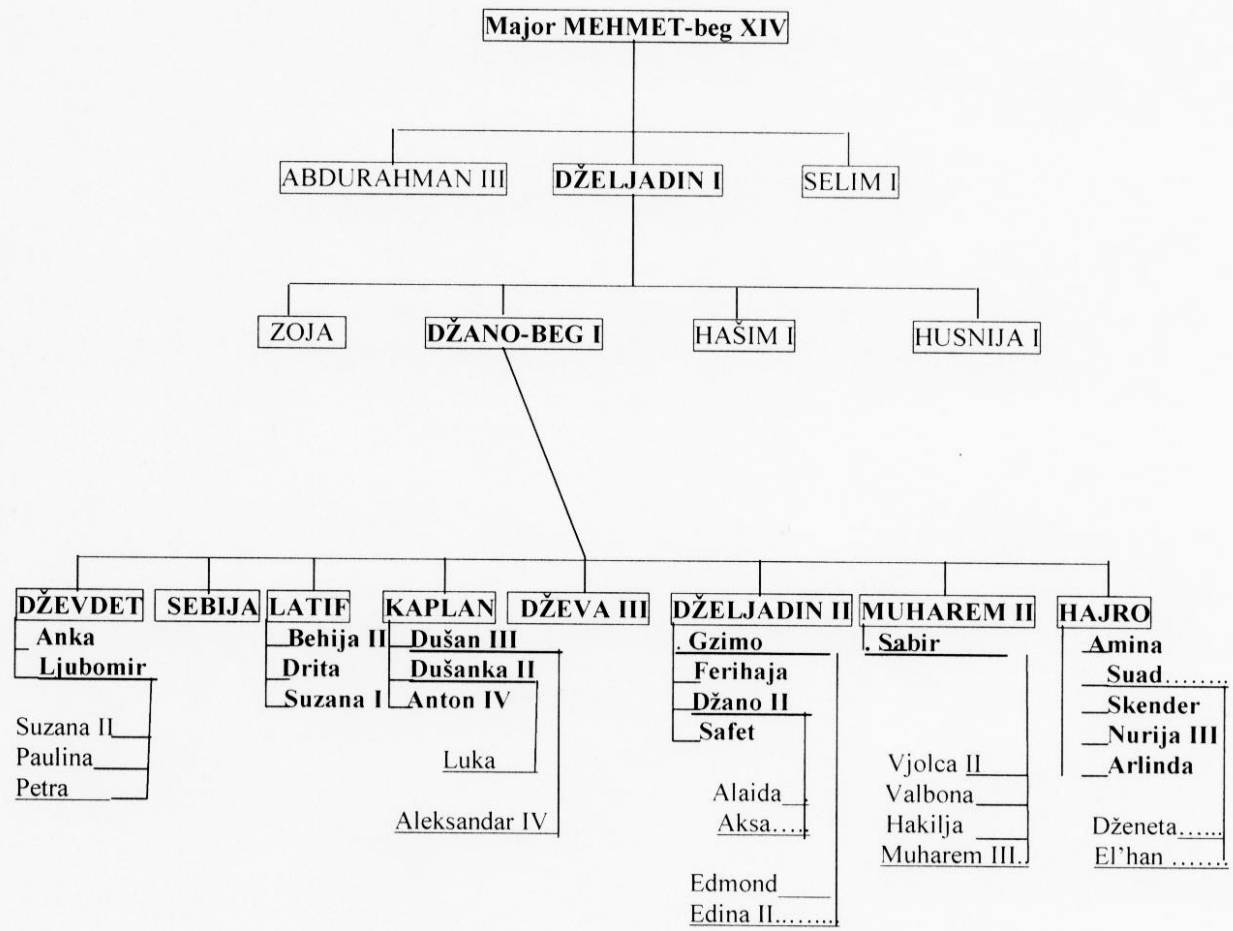 Major MEHMET-beg XIV
ABDURAHMAN III DŽELJADIN I SELIM I
ZOJA DŽANO-BEG I HAŠIM I HUSNIJA I
DŽEVDET SEBIJA LATIF KAPLAN DŽEVA III DŽELJADIN II MUHAREM II HAJRO
Anka
Ljubomir
Suzana II
Paulina
Petra
Behija II
Drita
Suzana I
Dušan III
Dušanka II
Anton IV
Luka
Aleksandar IV
. Gzimo
Ferihaja
Džano II
Safet
Alaida
Aksa.....
Edmond
Edina II.........
. Sabir
Vjolca II
Valbona
Hakilja
Muharem III..
Amina
Suad........
Skender
Nurija III
Arlinda
Dženeta......
El’han .......